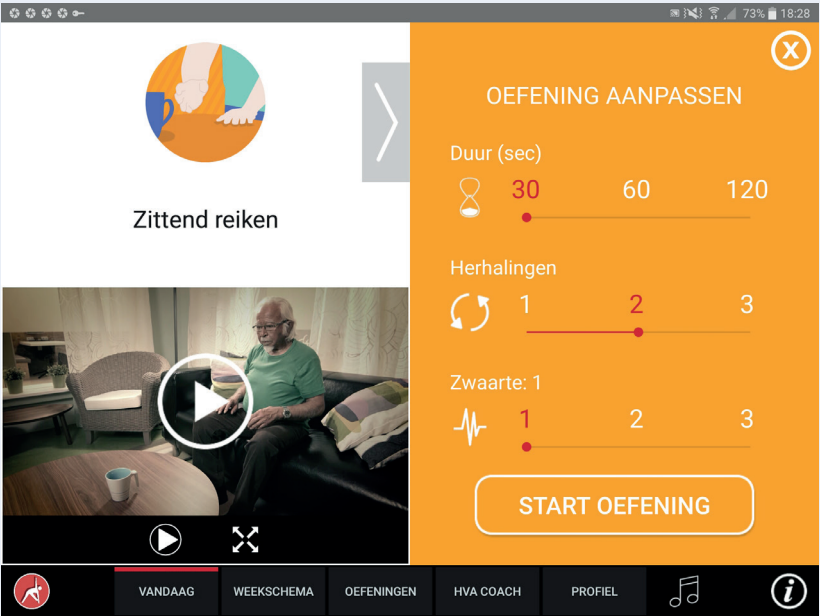 73% 18:28
Zittend reiken
OEFENING AANPASSEN
Duur (sec)
30 60 120
Herhalingen
1 2 3
Zwaarte: 1
1 2 3
START OEFENING
VANDAAG WEEKSCHEMA OEFENINGEN HVA COACH PROFIEL